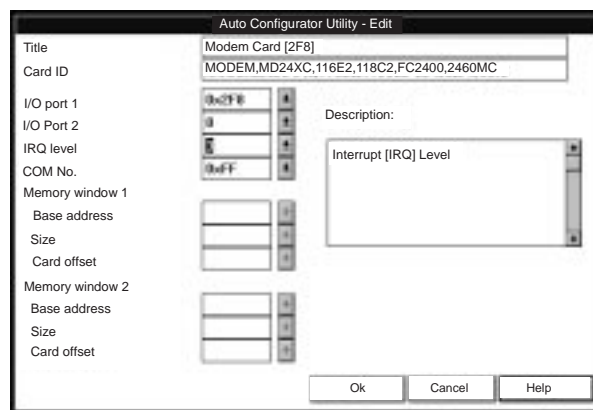 Auto Configurator Utility - Edit
Title
Modem Card [2F8]
Card ID
MODEM,MD24XC,116E2,118C2,FC2400,2460MC
I/O port 1
0x2F8
I/O Port 2
0
IRQ level
COM No.
0xFF
Description:
Interrupt [IRQ] Level
Memory window 1
Base address
Size
Card offset
Memory window 2
Base address
Size
Card offset
Ok
Cancel
Help